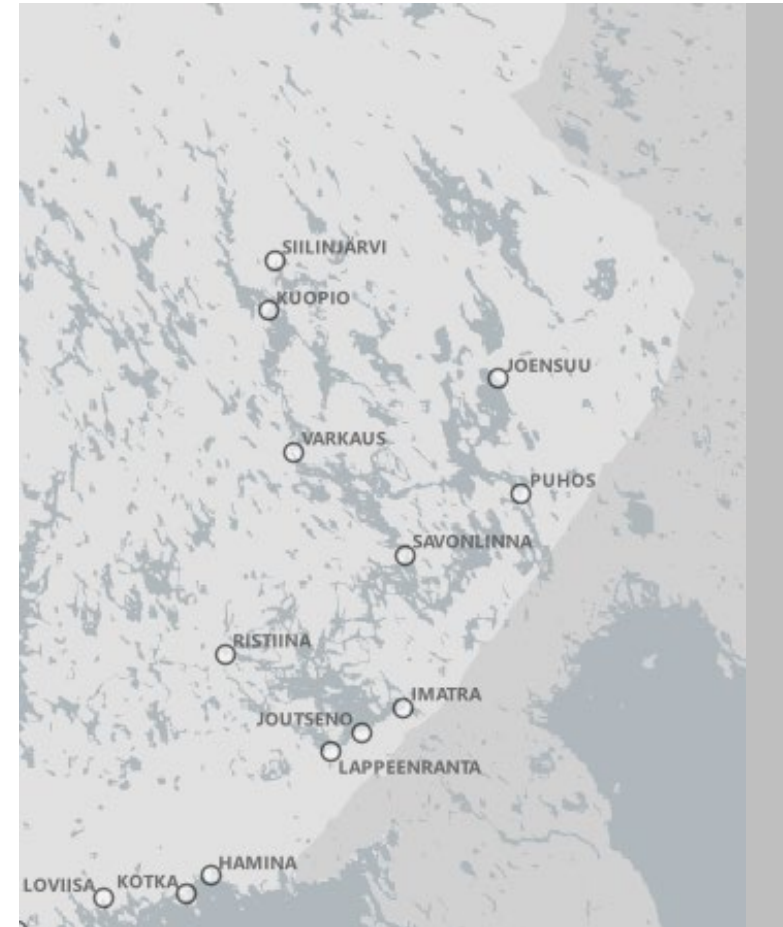 SIILINJÄRVI
KUOPIO
JOENSUU
VARKAUS
PUHOS
SAVONLINNA
RISTIINA
IMATRA
JOUTSENO
LAPPEENRANTA
HAMINA
KOTKA
LOVIISA